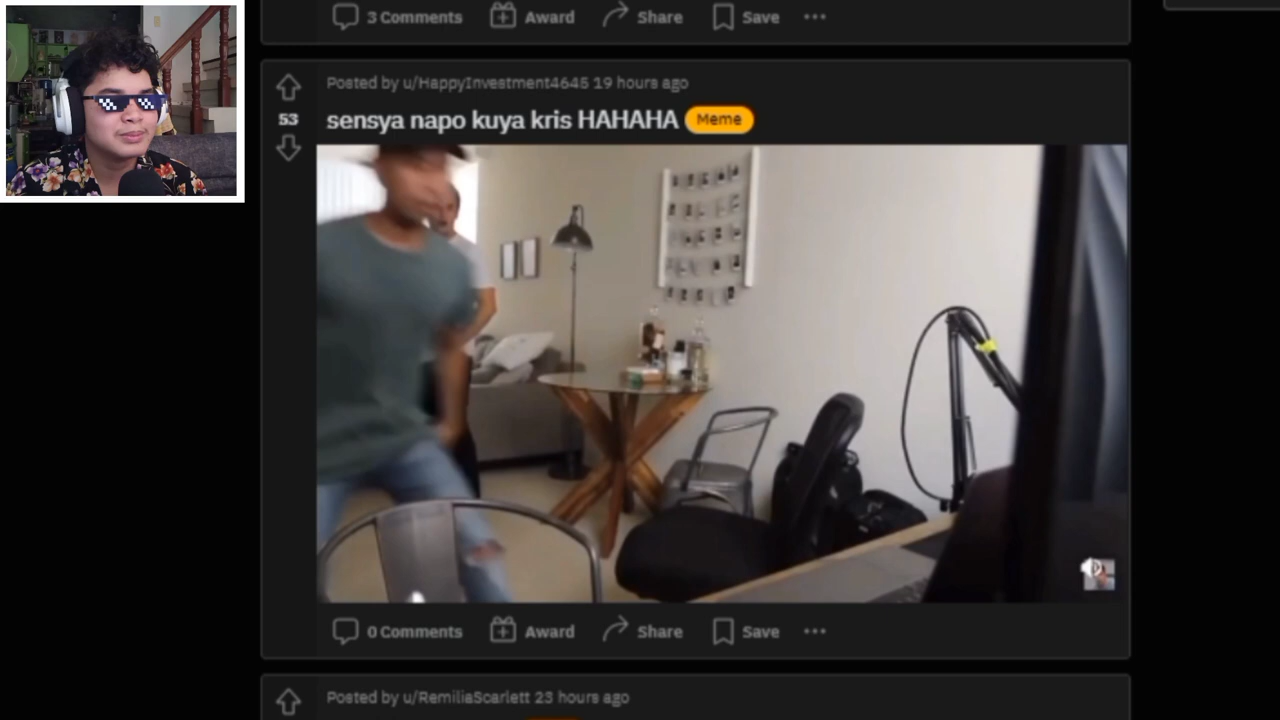 3 Comments Award Share Save
Posted by u/HappyInvestment4645 19 hours ago
53
sensya napo kuya kris HAHAHA Meme
0 Comments Award Share Save
Posted by u/RemiliaScarlett 23 hours ago